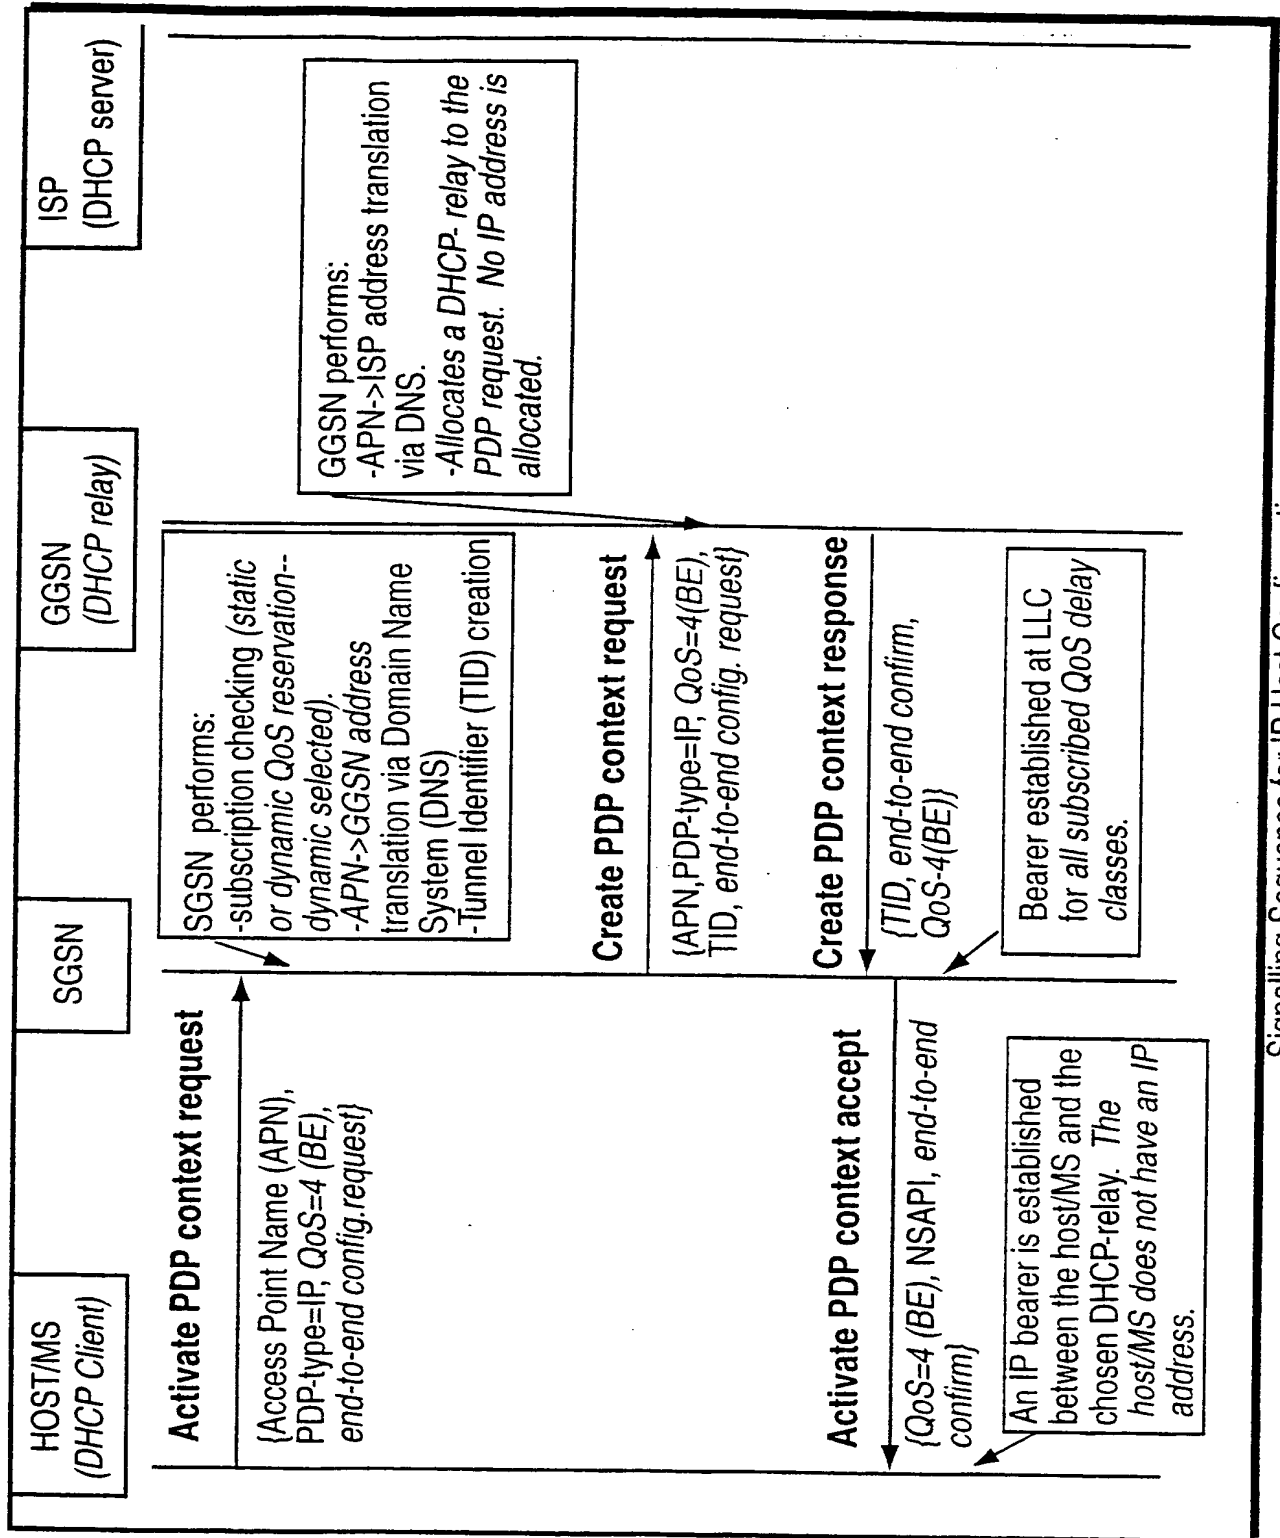 HOST/MS
(DHCP Client)
SGSN
GGSN
(DHCP relay)
ISP
(DHCP server)
Activate PDP context request
{Access Point Name (APN),
PDP-type=IP, QoS=4 (BE),
end-to-end config.request}
SGSN performs:
-subscription checking (static
or dynamic QoS reservation--
dynamic selected).
-APN->GGSN address
translation via Domain Name
System (DNS)
-Tunnel Identifier (TID) creation
GGSN performs:
-APN->ISP address translation
via DNS.
-Allocates a DHCP- relay to the
PDP request. No IP address is
allocated.
Create PDP context request
{APN,PDP-type=IP, QoS=4(BE),
TID, end-to-end config. request}
Create PDP context response
{TID, end-to-end confirm,
QoS-4(BE)}
Bearer established at LLC
for all subscribed QoS delay
classes.
Activate PDP context accept
{QoS=4 (BE), NSAPI, end-to-end
confirm}
An IP bearer is established
between the host/MS and the
chosen DHCP-relay. The
host/MS does not have an IP
address.
Signalling Sequence for IP Host